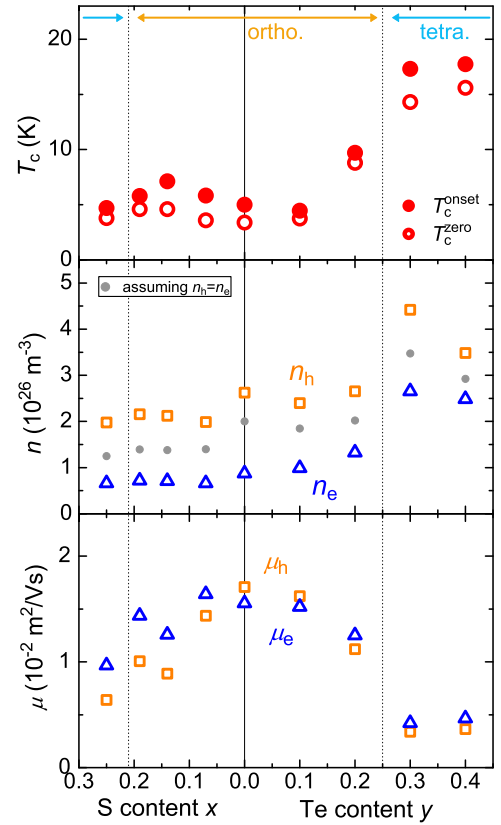 20
10
0
T_c (K)
ortho.
tetra.
T_c^onset
T_c^zero
5
4
3
2
1
0
n (10^26 m^-3)
assuming n_h=n_e
n_h
n_e
2
1
0
μ (10^-2 m^2/Vs)
μ_h
μ_e
0.3 0.2 0.1 0.0 0.1 0.2 0.3 0.4
S content x Te content y